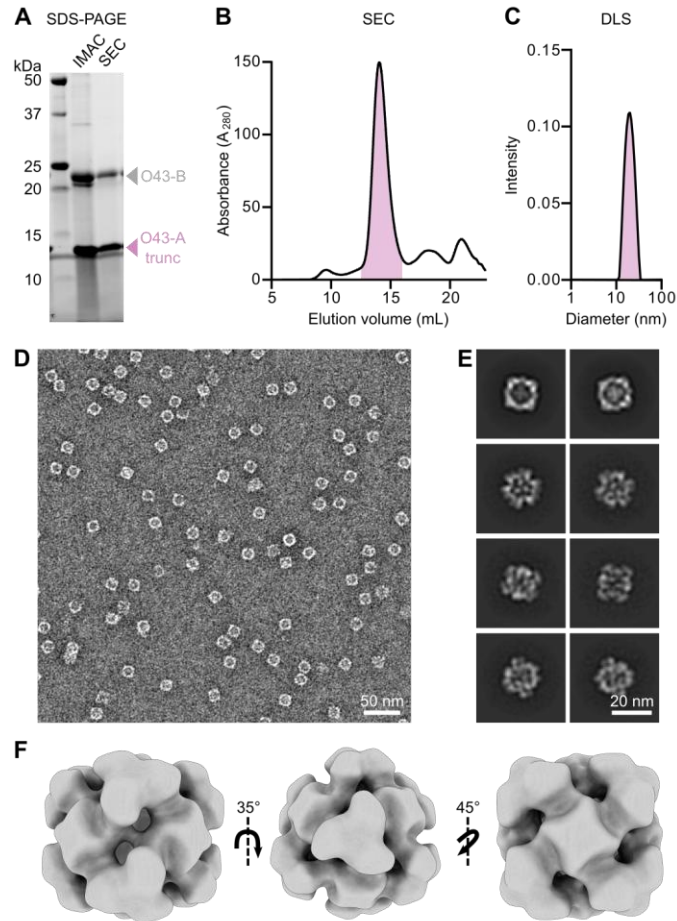 A SDS-PAGE
kDa IMAC SEC
50
37
25
20
15
10
O43-B
O43-A
trunc
B SEC
Absorbance (A280)
150
100
50
0
5 10 15 20
Elution volume (mL)
C DLS
Intensity
0.15
0.10
0.05
0.00
1 10 100
Diameter (nm)
D
50 nm
E
20 nm
F
35°
45°